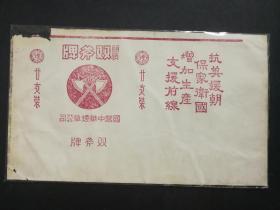 双斧牌
廿支裝
國營中華煙草公司
双斧牌
廿支裝
抗美援朝
保家衛國
增加生產
支援前線